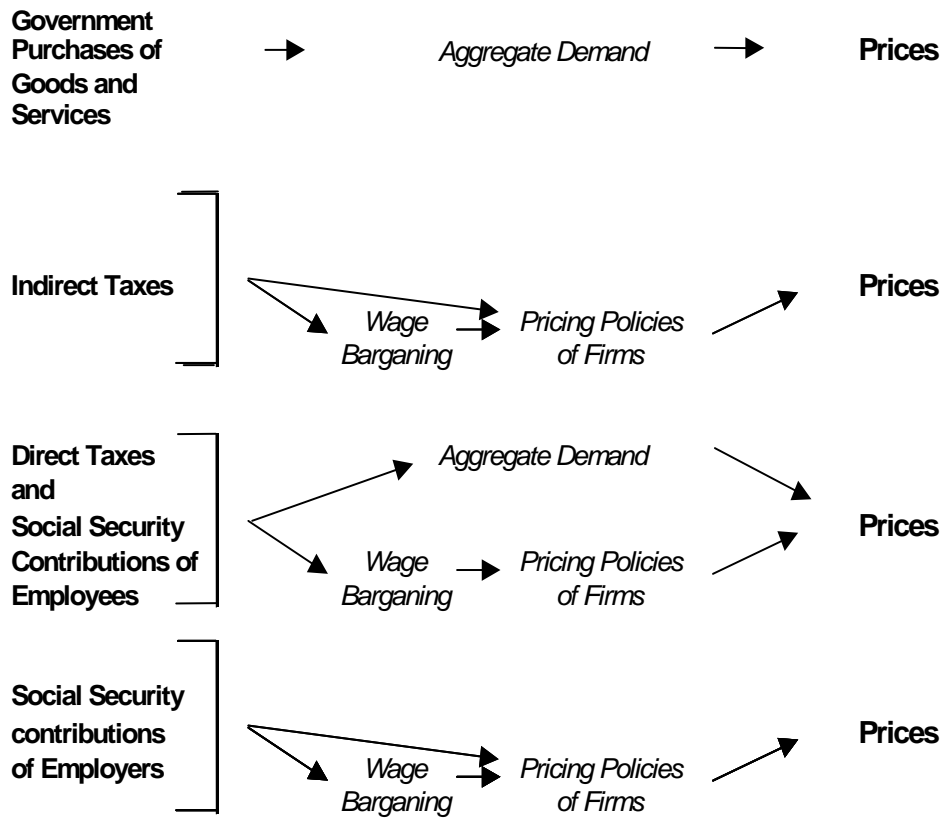 Government
Purchases of
Goods and
Services
Aggregate Demand
Prices
Indirect Taxes
Wage
Barganing
Pricing Policies
of Firms
Prices
Direct Taxes
and
Social Security
Contributions of
Employees
Aggregate Demand
Wage
Barganing
Pricing Policies
of Firms
Prices
Social Security
contributions
of Employers
Wage
Barganing
Pricing Policies
of Firms
Prices